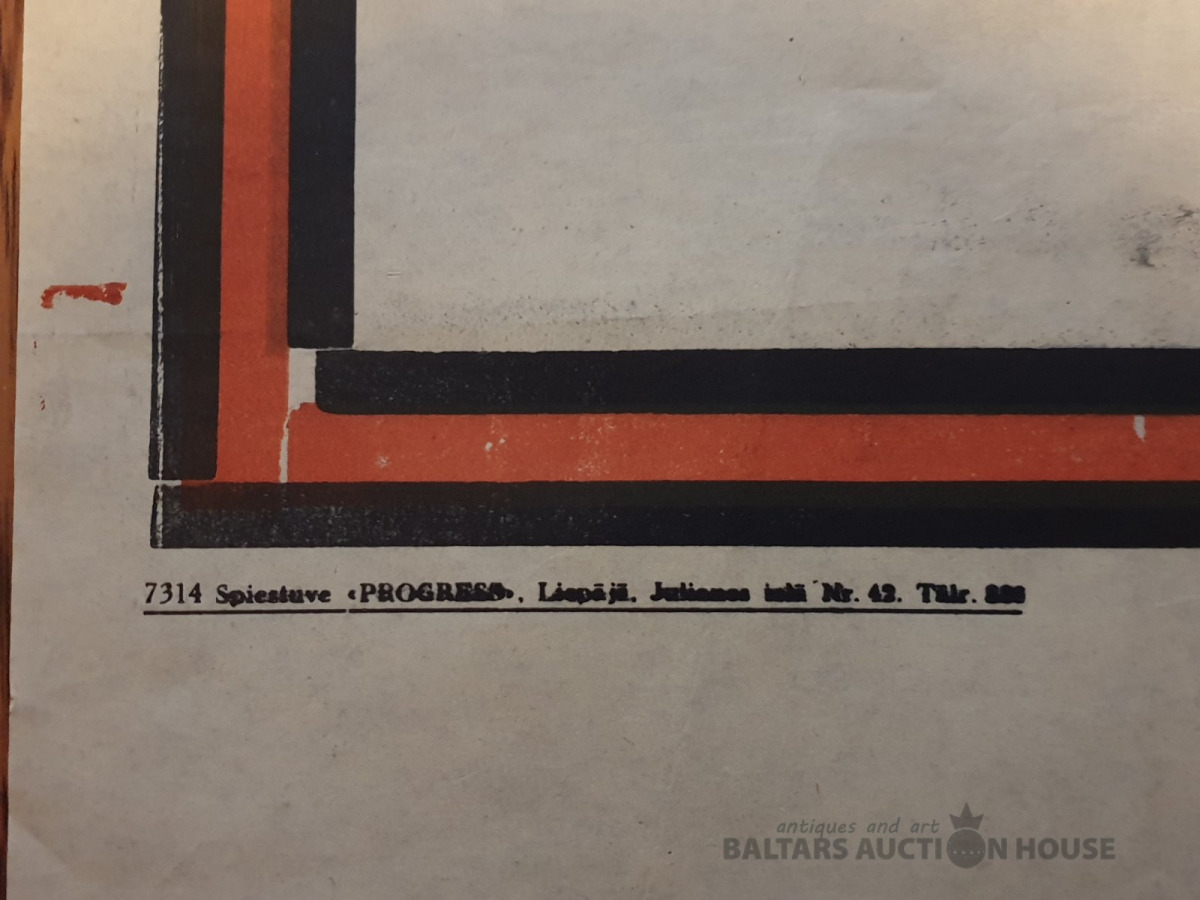 7314 Spiestuve «PROGRESS», Liepājā, Julianes ielā Nr. 42. Tālr.
antiques and art
BALTARS AUCTION HOUSE